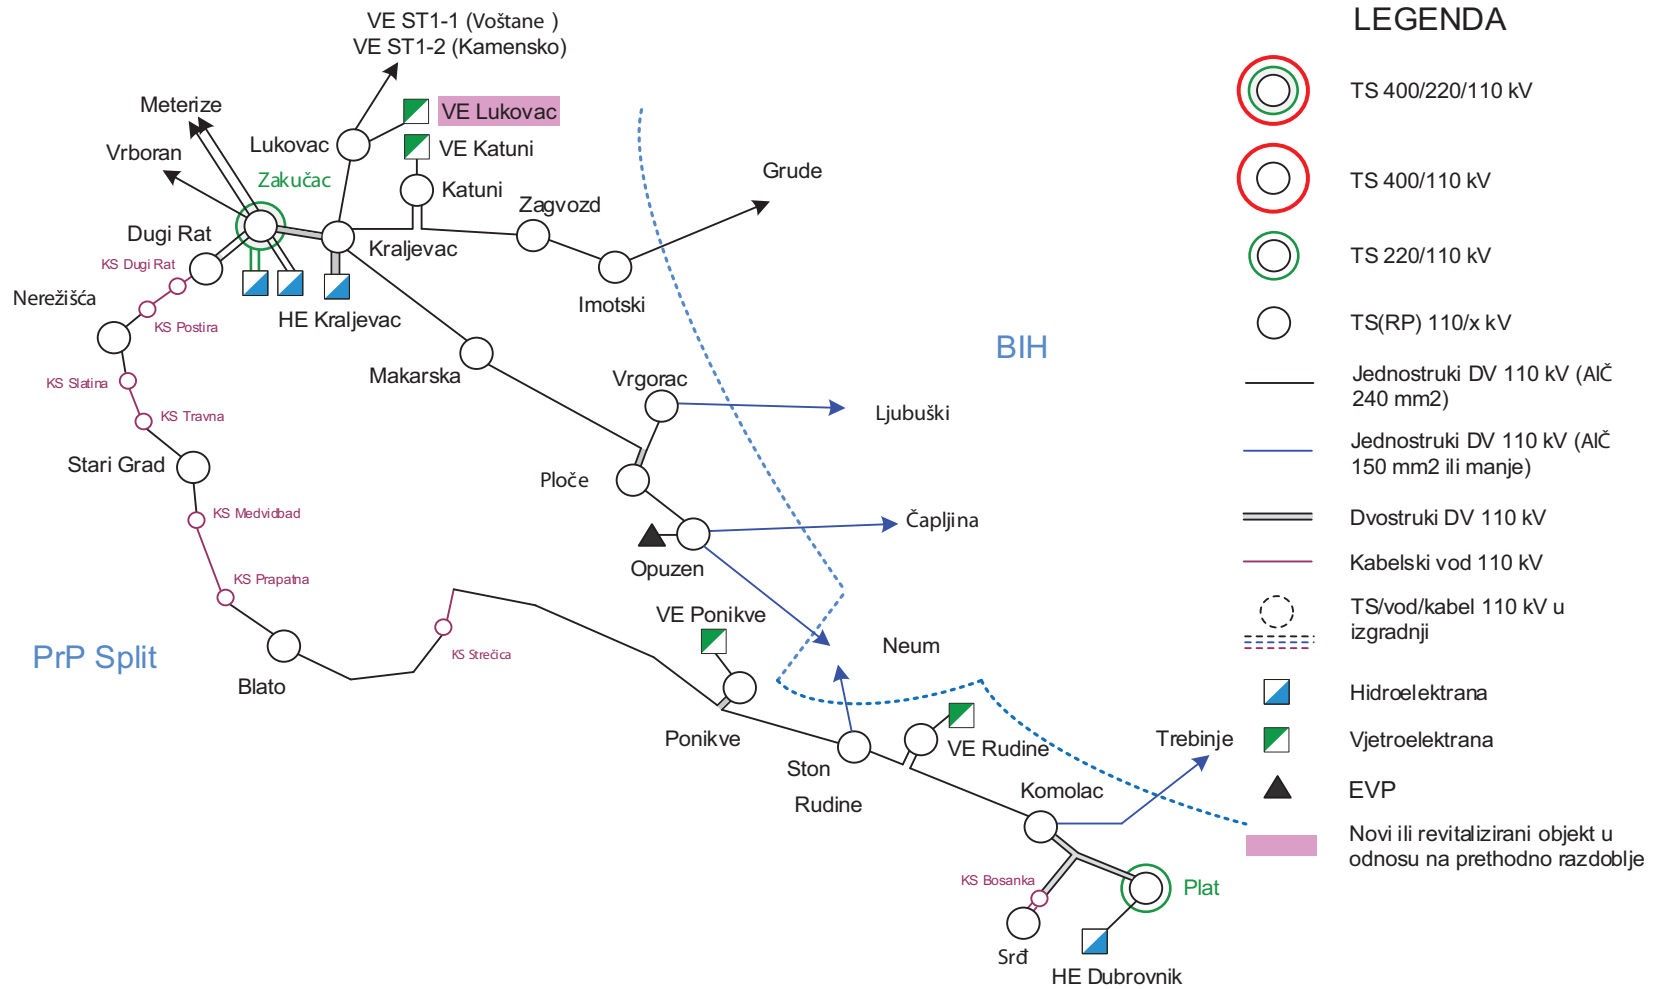 VE ST1-1 (Voštane )
VE ST1-2 (Kamensko)
Meterize
VE Lukovac
Vrboran
Lukovac
VE Katuni
Zakučac
Katuni
Grude
Zagvozd
Dugi Rat
Kraljevac
KS Dugi Rat
Nerežišća
Imotski
KS Postira
HE Kraljevac
BIH
Makarska
Vrgorac
KS Slatina
KS Travna
Ljubuški
Stari Grad
Ploče
KS Medvidbad
Čapljina
Opuzen
KS Prapatna
VE Ponikve
PrP Split
KS Strečica
Neum
Blato
Ponikve
VE Rudine
Trebinje
Ston
Rudine
Komolac
KS Bosanka
Plat
Srđ
HE Dubrovnik
LEGENDA
TS 400/220/110 kV
TS 400/110 kV
TS 220/110 kV
TS(RP) 110/x kV
Jednostruki DV 110 kV (AlČ
240 mm2)
Jednostruki DV 110 kV (AlČ
150 mm2 ili manje)
Dvostruki DV 110 kV
Kabelski vod 110 kV
TS/vod/kabel 110 kV u
izgradnji
Hidroelektrana
Vjetroelektrana
EVP
Novi ili revitalizirani objekt u
odnosu na prethodno razdoblje